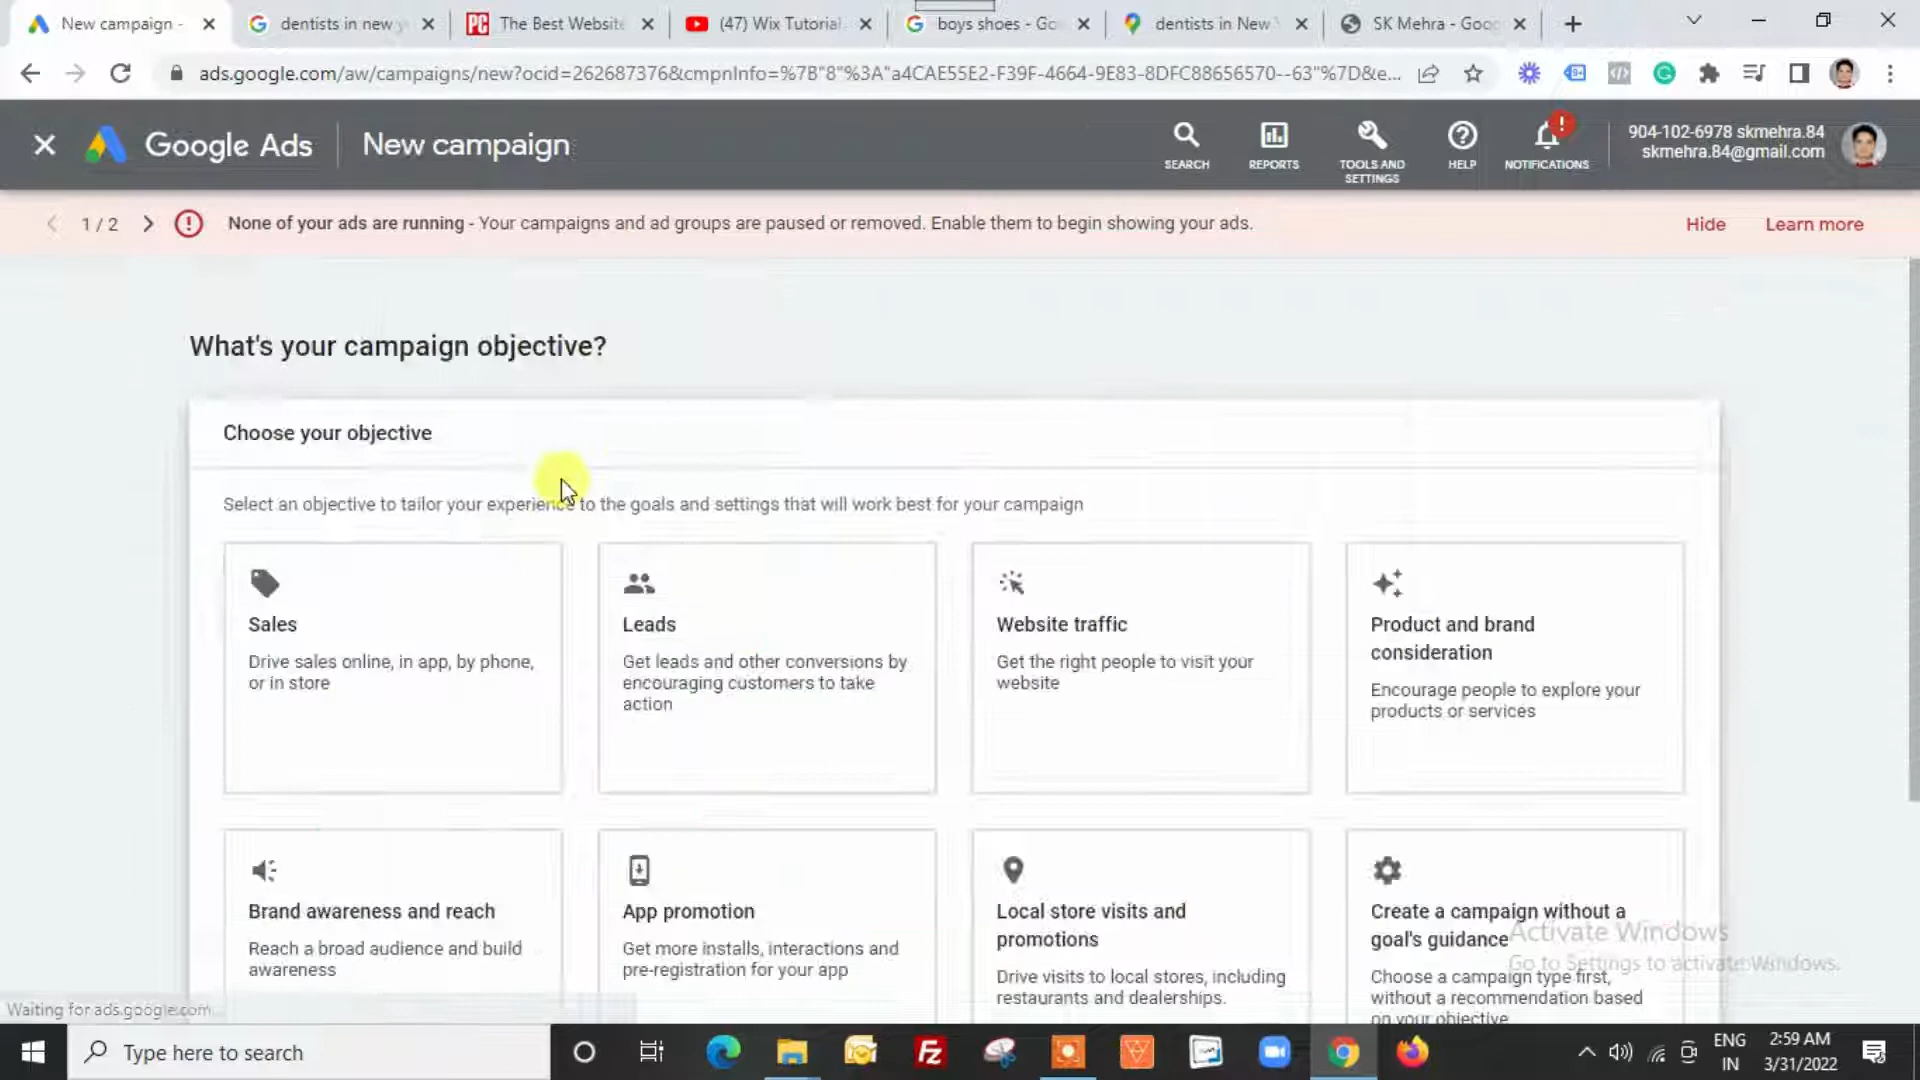 New campaign -
dentists in new y
The Best Website
(47) Wix Tutorial
boys shoes - Go
dentists in New
SK Mehra - Goog
ads.google.com/aw/campaigns/new?ocid=262687376&cmpnInfo=%7B"8"%3A"a4CAE55E2-F39F-4664-9E83-8DFC88656570--63"%7D&e...
Google Ads
New campaign
SEARCH
REPORTS
TOOLS AND
SETTINGS
HELP
NOTIFICATIONS
904-102-6978 skmehra.84
skmehra.84@gmail.com
1 / 2
None of your ads are running - Your campaigns and ad groups are paused or removed. Enable them to begin showing your ads.
Hide
Learn more
What's your campaign objective?
Choose your objective
Select an objective to tailor your experience to the goals and settings that will work best for your campaign
Sales
Drive sales online, in app, by phone,
or in store
Leads
Get leads and other conversions by
encouraging customers to take
action
Website traffic
Get the right people to visit your
website
Product and brand
consideration
Encourage people to explore your
products or services
Brand awareness and reach
Reach a broad audience and build
awareness
App promotion
Get more installs, interactions and
pre-registration for your app
Local store visits and
promotions
Drive visits to local stores, including
restaurants and dealerships.
Create a campaign without a
goal's guidance
Choose a campaign type first,
without a recommendation based
on your objective
Activate Windows
Go to Settings to activate Windows.
Waiting for ads.google.com...
Type here to search
ENG
IN
2:59 AM
3/31/2022